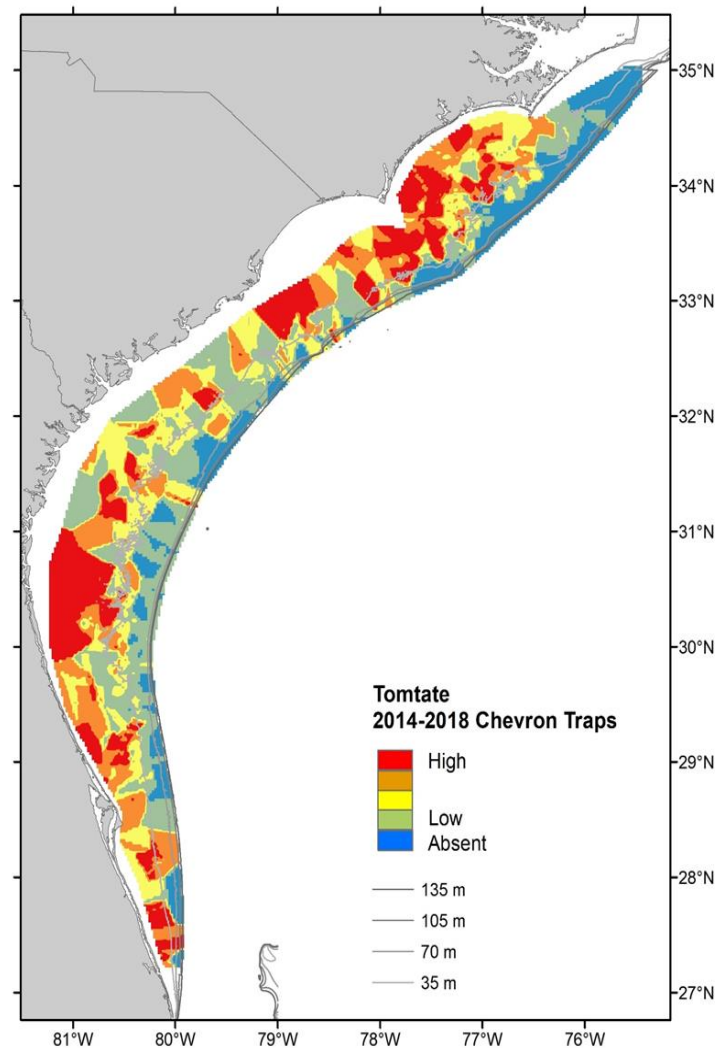 35°N
34°N
33°N
32°N
31°N
30°N
Tomtate
2014-2018 Chevron Traps
High
29°N
Low
Absent
28°N
135 m
105 m
70 m
35 m
27°N
81°W 80°W 79°W 78°W 77°W 76°W